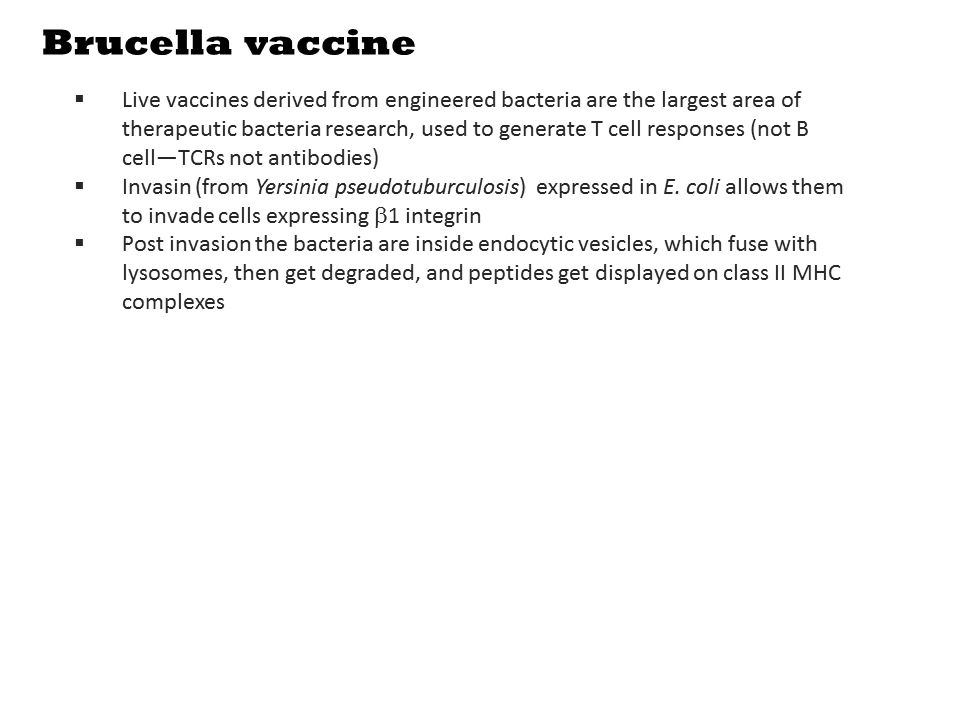 Brucella vaccine
▪ Live vaccines derived from engineered bacteria are the largest area of
therapeutic bacteria research, used to generate T cell responses (not B
cell—TCRs not antibodies)
▪ Invasin (from Yersinia pseudotuburculosis) expressed in E. coli allows them
to invade cells expressing β1 integrin
▪ Post invasion the bacteria are inside endocytic vesicles, which fuse with
lysosomes, then get degraded, and peptides get displayed on class II MHC
complexes